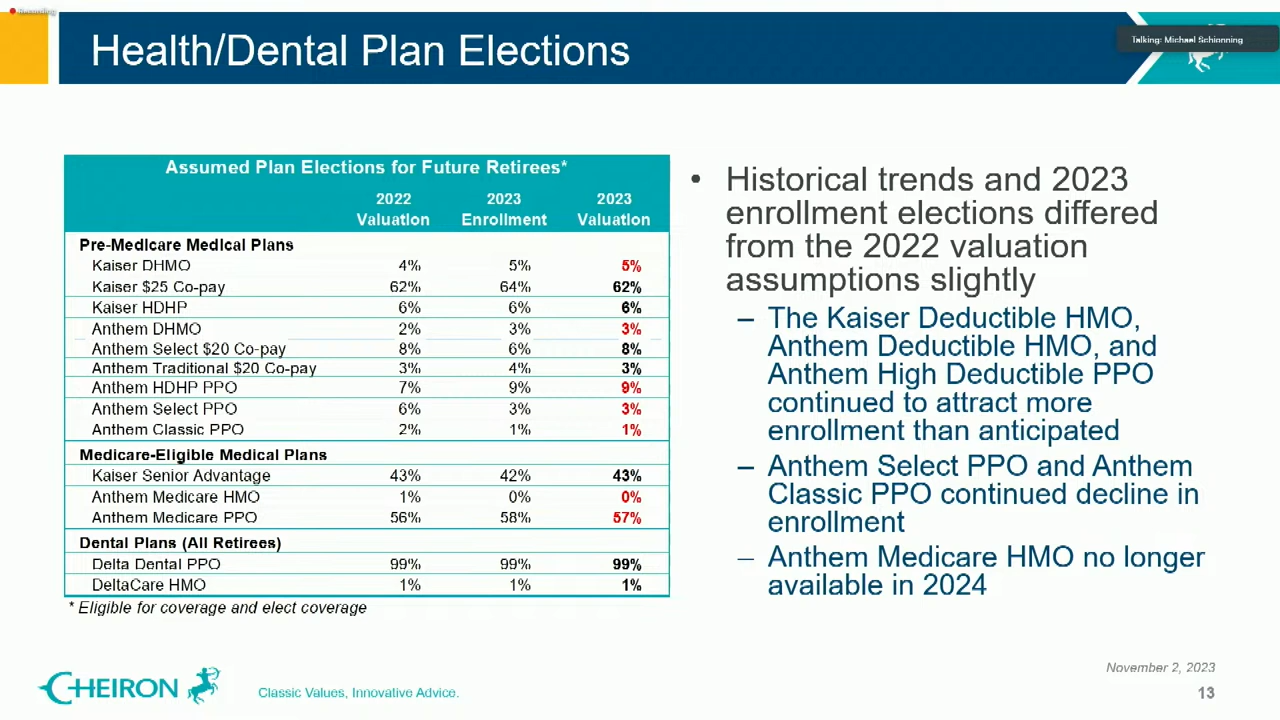 Recording
Health/Dental Plan Elections
Talking: Michael Schionning
Assumed Plan Elections for Future Retirees*
2022 Valuation 2023 Enrollment 2023 Valuation
Pre-Medicare Medical Plans
Kaiser DHMO 4% 5% 5%
Kaiser $25 Co-pay 62% 64% 62%
Kaiser HDHP 6% 6% 6%
Anthem DHMO 2% 3% 3%
Anthem Select $20 Co-pay 8% 6% 8%
Anthem Traditional $20 Co-pay 3% 4% 3%
Anthem HDHP PPO 7% 9% 9%
Anthem Select PPO 6% 3% 3%
Anthem Classic PPO 2% 1% 1%
Medicare-Eligible Medical Plans
Kaiser Senior Advantage 43% 42% 43%
Anthem Medicare HMO 1% 0% 0%
Anthem Medicare PPO 56% 58% 57%
Dental Plans (All Retirees)
Delta Dental PPO 99% 99% 99%
DeltaCare HMO 1% 1% 1%
* Eligible for coverage and elect coverage
• Historical trends and 2023
enrollment elections differed
from the 2022 valuation
assumptions slightly
– The Kaiser Deductible HMO,
Anthem Deductible HMO, and
Anthem High Deductible PPO
continued to attract more
enrollment than anticipated
– Anthem Select PPO and Anthem
Classic PPO continued decline in
enrollment
– Anthem Medicare HMO no longer
available in 2024
November 2, 2023
CHEIRON
Classic Values, Innovative Advice.
13